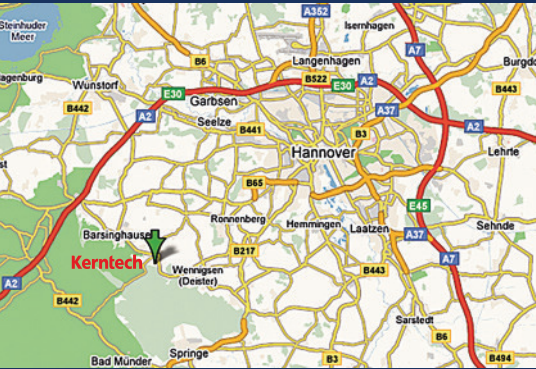 A352
Steinhuder
Meer
Isernhagen
A7
B6
Langenhagen
Burgdo
agenburg
Wunstorf
E30
B522
E30
A2
B443
B442
Garbsen
A37
A2
Seelze
B441
B3
A2
Hannover
Lehrte
st
B65
E45
Ronnenberg
Hemmingen
Laatzen
Sehnde
Barsinghause
A37
B217
Kerntech
A7
Wennigsen
(Deister)
B443
A2
B442
Sarstedt
B6
Springe
Bad Münder
B3
B494